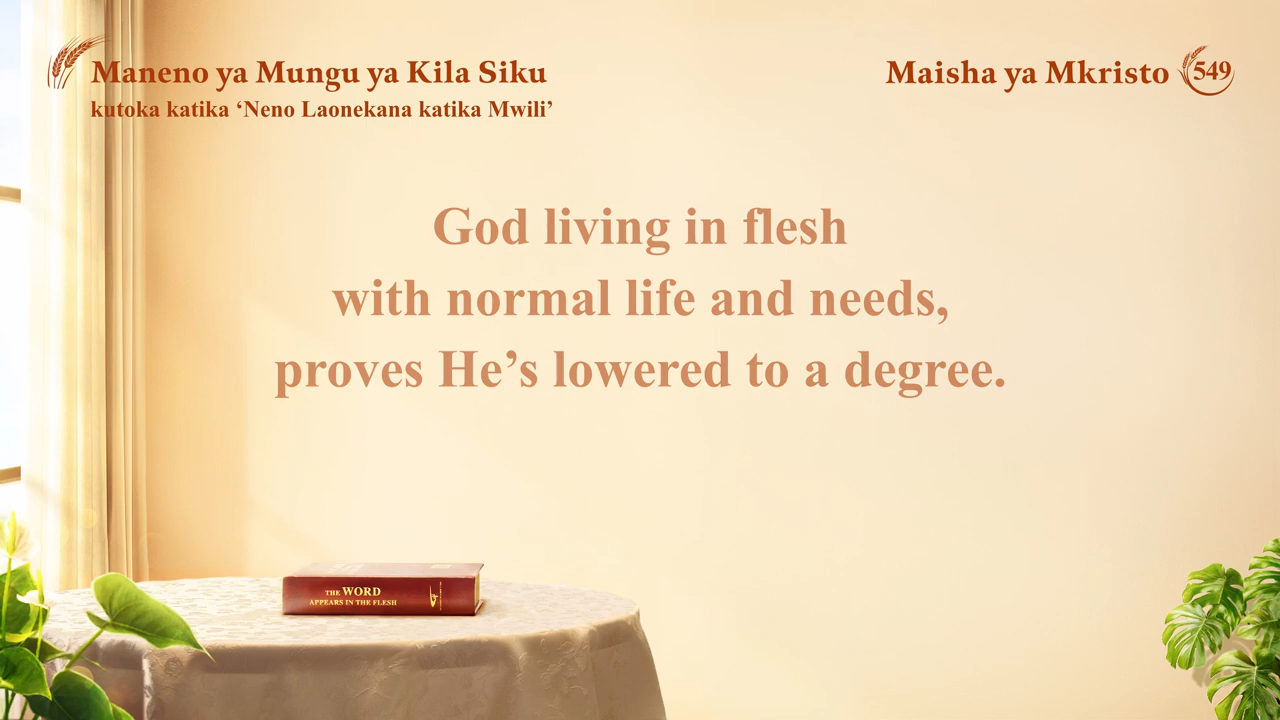 Maneno ya Mungu ya Kila Siku
kutoka katika ‘Neno Laonekana katika Mwili’
Maisha ya Mkristo 549
God living in flesh
with normal life and needs,
proves He’s lowered to a degree.
THE WORD
APPEARS IN THE FLESH